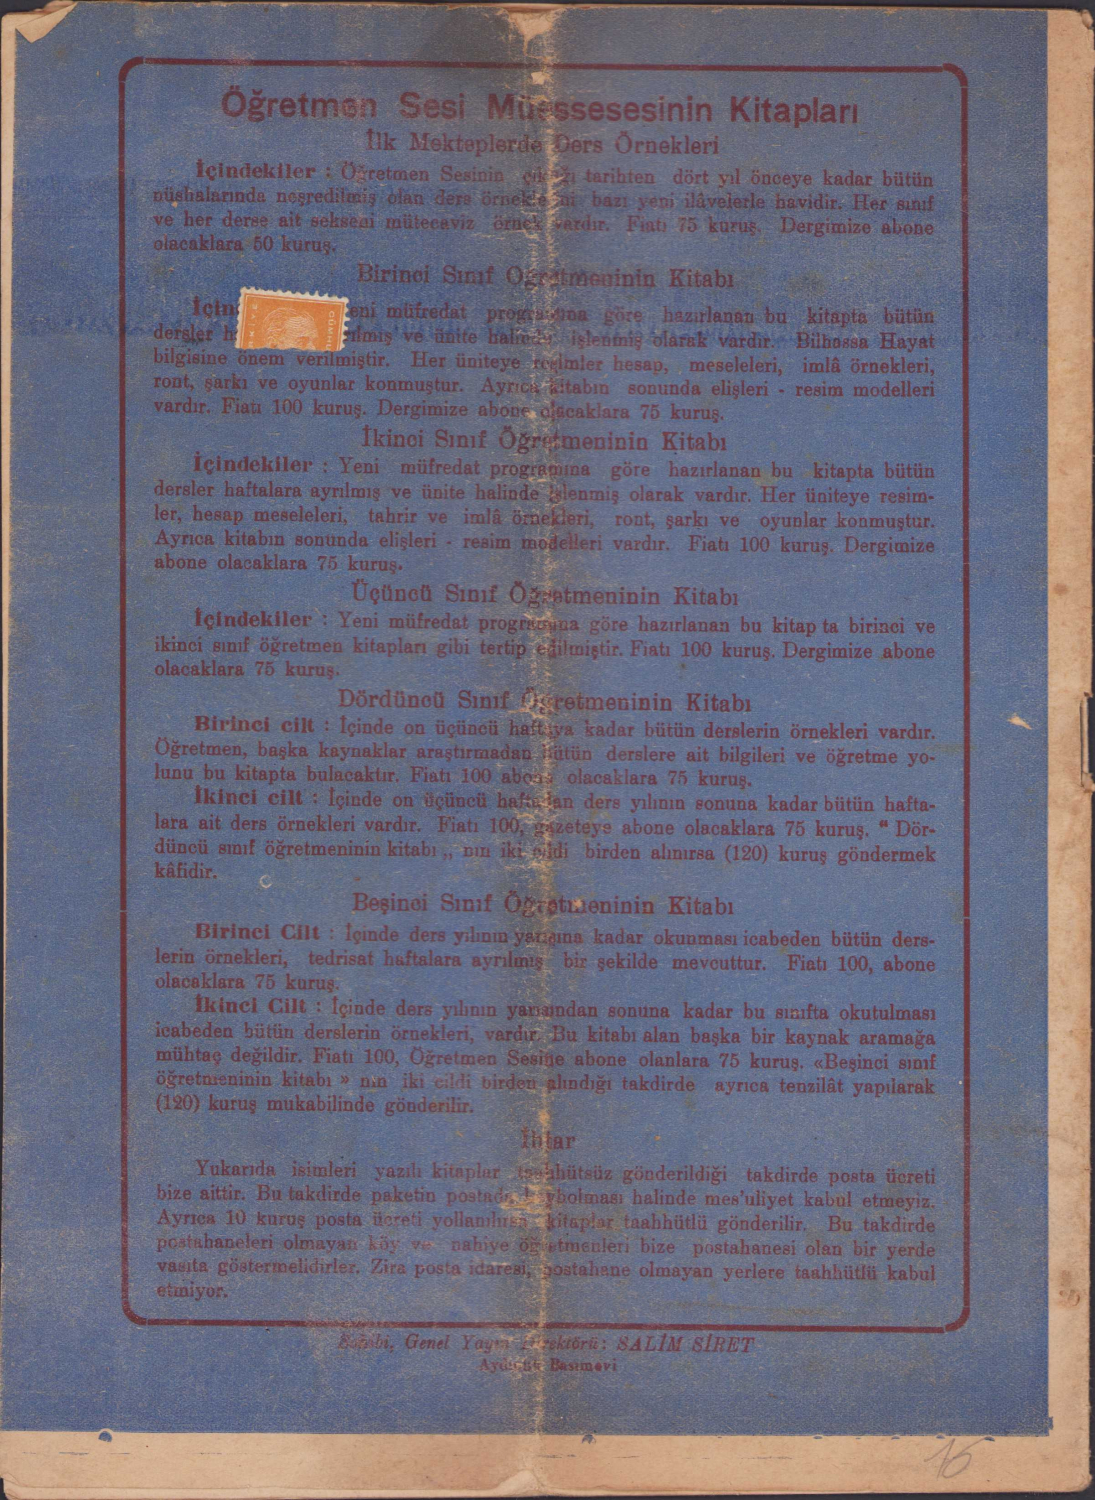 Öğretmen Sesi Müessesesinin Kitapları
İlk Mekteplerde Ders Örnekleri
İçindekiler : Öğretmen Sesinin çıktığı tarihten dört yıl önceye kadar bütün
nüshalarında neşredilmiş olan ders örneklerini bazı yeni ilâvelerle havidir. Her sınıf
ve her derse ait sekseni mütecaviz örnek vardır. Fiatı 75 kuruş. Dergimize abone
olacaklara 50 kuruş.
Birinci Sınıf Öğretmeninin Kitabı
İçin eni müfredat programına göre hazırlanan bu kitapta bütün
dersler h rılmış ve ünite halinde işlenmiş olarak vardır. Bilhassa Hayat
bilgisine önem verilmiştir. Her üniteye resimler hesap, meseleleri, imlâ örnekleri,
ront, şarkı ve oyunlar konmuştur. Ayrıca kitabın sonunda elişleri - resim modelleri
vardır. Fiatı 100 kuruş. Dergimize abone olacaklara 75 kuruş.
İkinci Sınıf Öğretmeninin Kitabı
İçindekiler : Yeni müfredat programına göre hazırlanan bu kitapta bütün
dersler haftalara ayrılmış ve ünite halinde işlenmiş olarak vardır. Her üniteye resim-
ler, hesap meseleleri, tahrir ve imlâ örnekleri, ront, şarkı ve oyunlar konmuştur.
Ayrıca kitabın sonunda elişleri - resim modelleri vardır. Fiatı 100 kuruş. Dergimize
abone olacaklara 75 kuruş.
Üçüncü Sınıf Öğretmeninin Kitabı
İçindekiler : Yeni müfredat programına göre hazırlanan bu kitap ta birinci ve
ikinci sınıf öğretmen kitapları gibi tertip edilmiştir. Fiatı 100 kuruş. Dergimize abone
olacaklara 75 kuruş.
Dördüncü Sınıf Öğretmeninin Kitabı
Birinci cilt : İçinde on üçüncü haftaya kadar bütün derslerin örnekleri vardır.
Öğretmen, başka kaynaklar araştırmadan bütün derslere ait bilgileri ve öğretme yo-
lunu bu kitapta bulacaktır. Fiatı 100 abone olacaklara 75 kuruş.
İkinci cilt : İçinde on üçüncü haftadan ders yılının sonuna kadar bütün hafta-
lara ait ders örnekleri vardır. Fiatı 100, gazeteye abone olacaklara 75 kuruş. “ Dör-
düncü sınıf öğretmeninin kitabı „ nın iki cildi birden alınırsa (120) kuruş göndermek
kâfidir.
Beşinci Sınıf Öğretmeninin Kitabı
Birinci Cilt : İçinde ders yılının yarısına kadar okunması icabeden bütün ders-
lerin örnekleri, tedrisat haftalara ayrılmış bir şekilde mevcuttur. Fiatı 100, abone
olacaklara 75 kuruş.
İkinci Cilt : İçinde ders yılının yarısından sonuna kadar bu sınıfta okutulması
icabeden bütün derslerin örnekleri, vardır. Bu kitabı alan başka bir kaynak aramağa
mühtaç değildir. Fiatı 100, Öğretmen Sesine abone olanlara 75 kuruş. «Beşinci sınıf
öğretmeninin kitabı » nın iki cildi birden alındığı takdirde ayrıca tenzilât yapılarak
(120) kuruş mukabilinde gönderilir.
İhtar
Yukarıda isimleri yazılı kitaplar taahhütsüz gönderildiği takdirde posta ücreti
bize aittir. Bu takdirde paketin postada kaybolması halinde mes’uliyet kabul etmeyiz.
Ayrıca 10 kuruş posta ücreti yollanılırsa kitaplar taahhütlü gönderilir. Bu takdirde
postahaneleri olmayan köy ve nahiye öğretmenleri bize postahanesi olan bir yerde
vasıta göstermelidirler. Zira posta idaresi, postahane olmayan yerlere taahhütlü kabul
etmiyor.
Sahibi, Genel Yayın Direktörü: SALİM SİRET
Basımevi
16